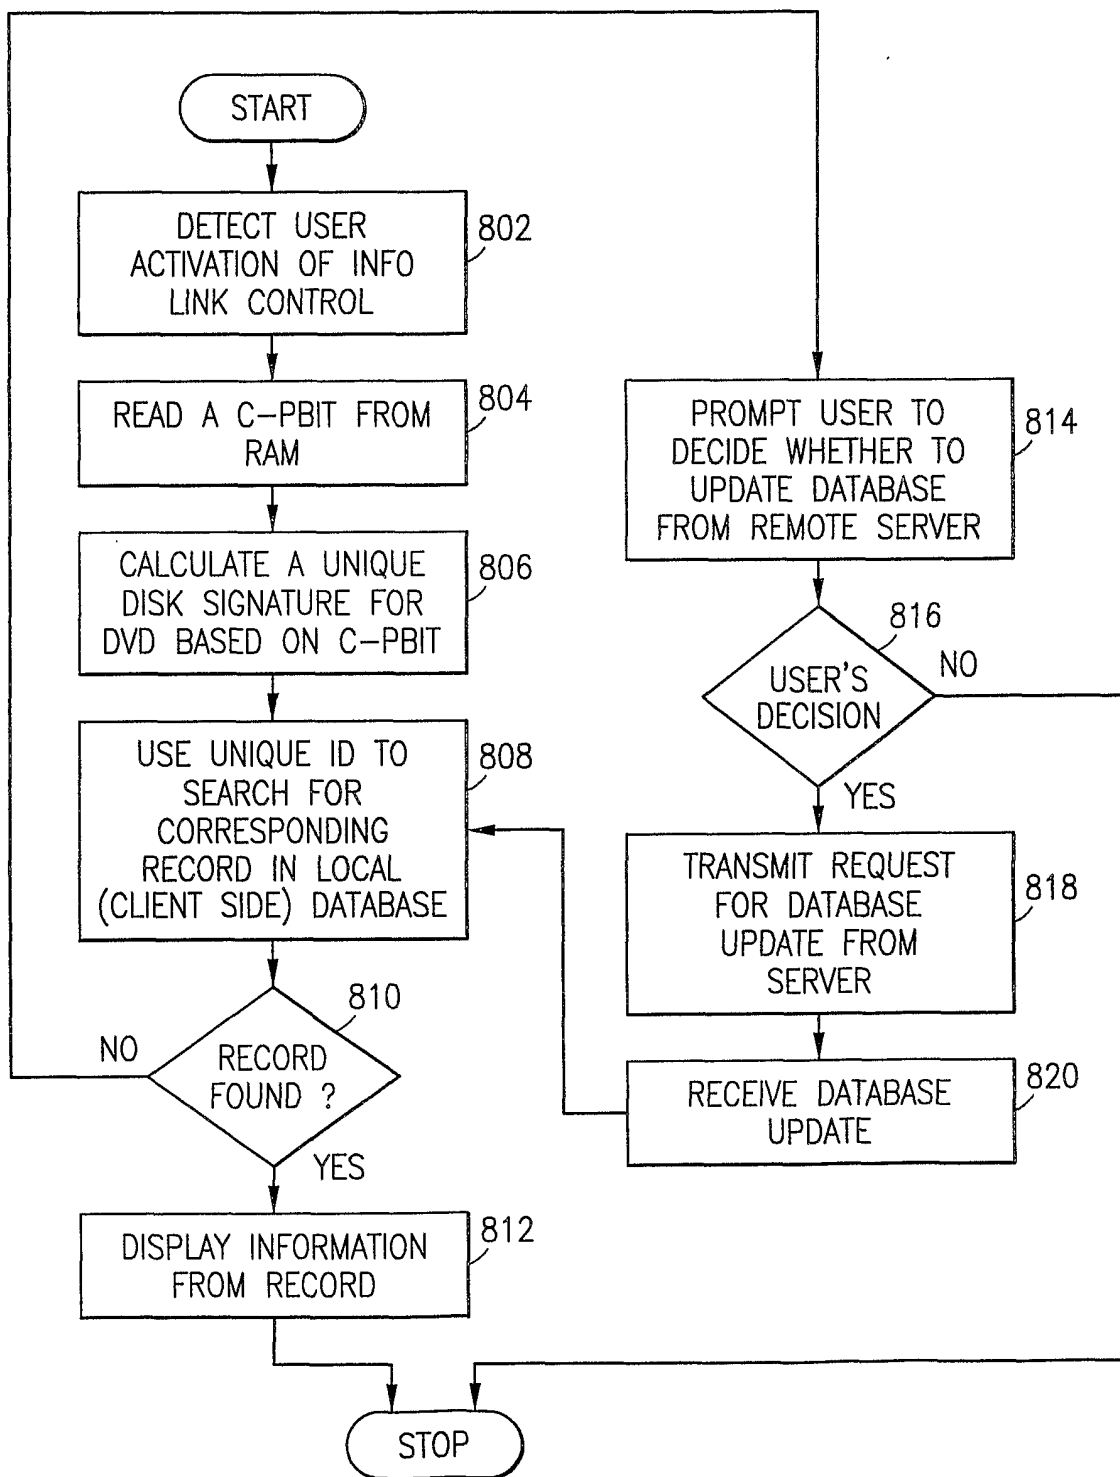 START
DETECT USER
ACTIVATION OF INFO
LINK CONTROL
802
READ A C-PBIT FROM
RAM
804
CALCULATE A UNIQUE
DISK SIGNATURE FOR
DVD BASED ON C-PBIT
806
USE UNIQUE ID TO
SEARCH FOR
CORRESPONDING
RECORD IN LOCAL
(CLIENT SIDE) DATABASE
808
810
NO
RECORD
FOUND ?
YES
DISPLAY INFORMATION
FROM RECORD
812
PROMPT USER TO
DECIDE WHETHER TO
UPDATE DATABASE
FROM REMOTE SERVER
814
816
NO
USER'S
DECISION
YES
TRANSMIT REQUEST
FOR DATABASE
UPDATE FROM
SERVER
818
RECEIVE DATABASE
UPDATE
820
STOP